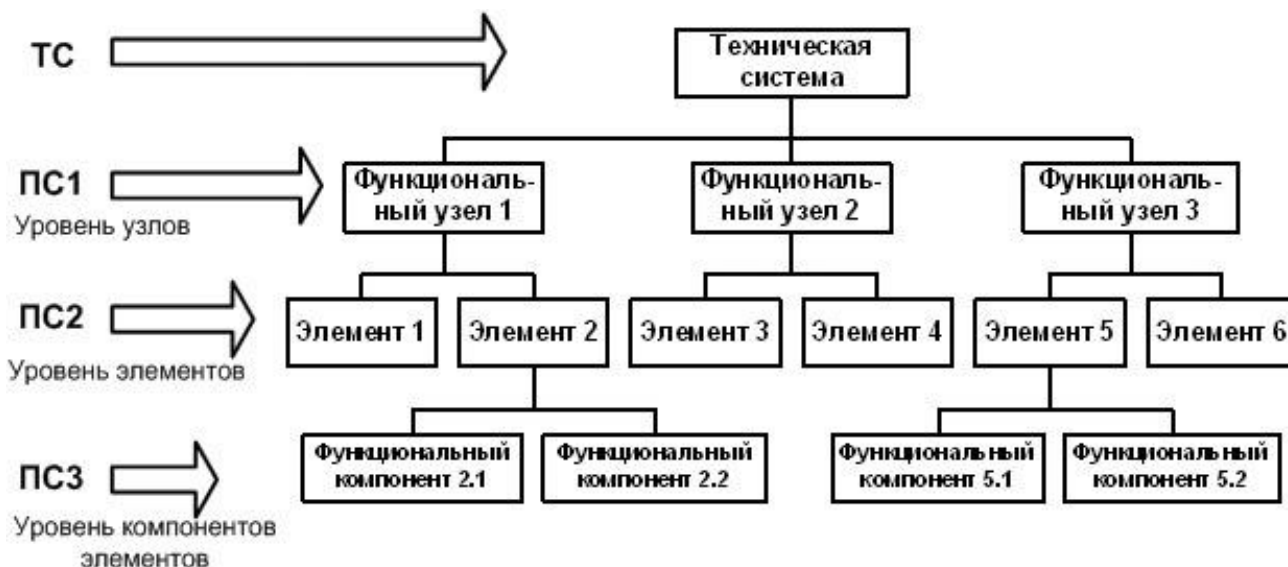 ТС
Техническая
система
ПС1
Уровень узлов
Функциональ-
ный узел 1
Функциональ-
ный узел 2
Функциональ-
ный узел 3
ПС2
Уровень элементов
Элемент 1
Элемент 2
Элемент 3
Элемент 4
Элемент 5
Элемент 6
ПС3
Уровень компонентов
элементов
Функциональный
компонент 2.1
Функциональный
компонент 2.2
Функциональный
компонент 5.1
Функциональный
компонент 5.2